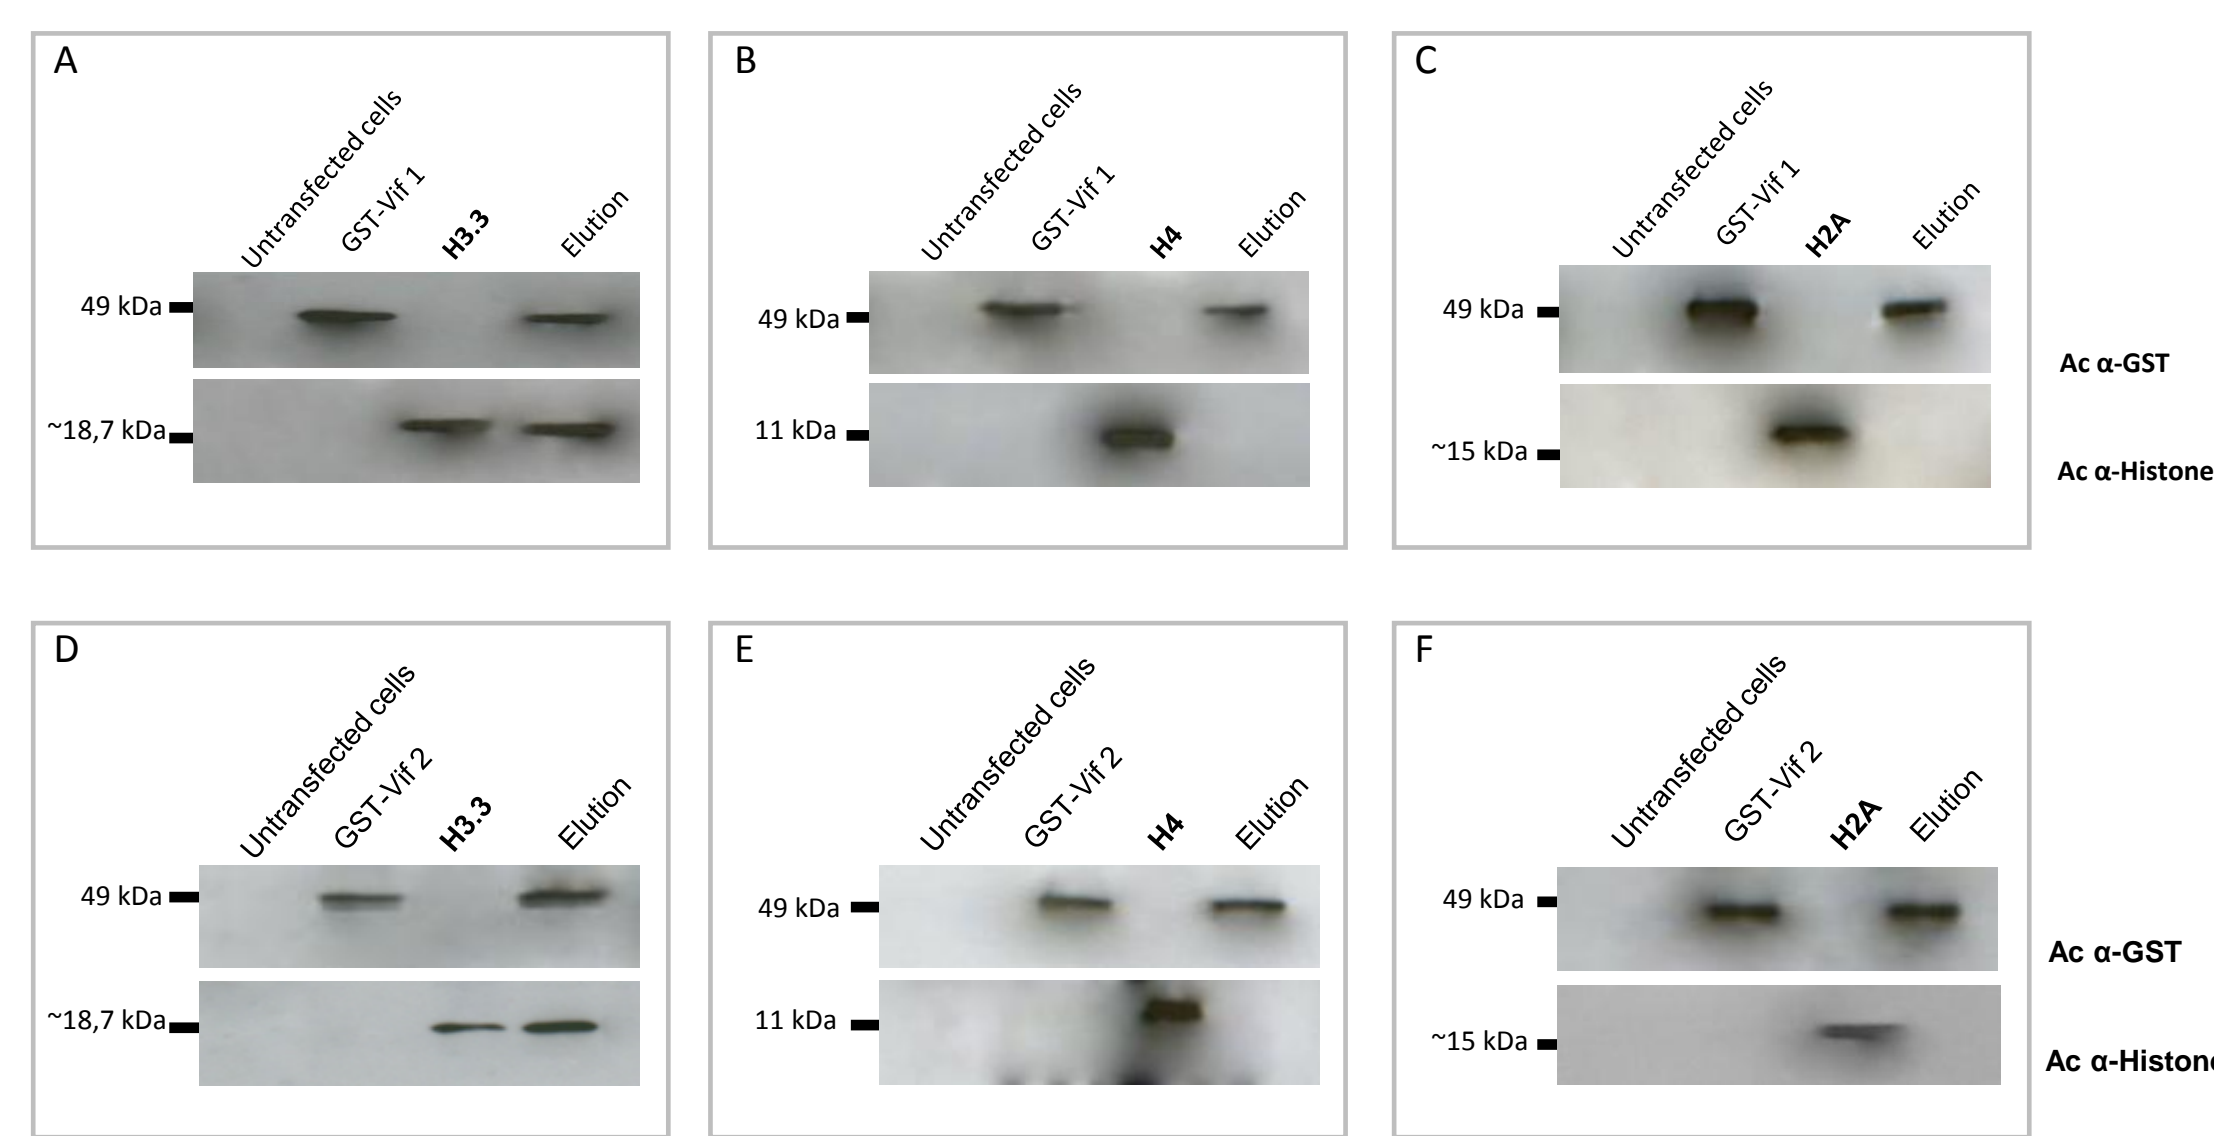 A
Untransfected cells
GST-Vif 1
H3.3
Elution
49 kDa
~18,7 kDa
B
Untransfected cells
GST-Vif 1
H4
Elution
49 kDa
11 kDa
C
Untransfected cells
GST-Vif 1
H2A
Elution
49 kDa
~15 kDa
Ac α-GST
Ac α-Histone
D
Untransfected cells
GST-Vif 2
H3.3
Elution
49 kDa
~18,7 kDa
E
Untransfected cells
GST-Vif 2
H4
Elution
49 kDa
11 kDa
F
Untransfected cells
GST-Vif 2
H2A
Elution
49 kDa
~15 kDa
Ac α-GST
Ac α-Histone